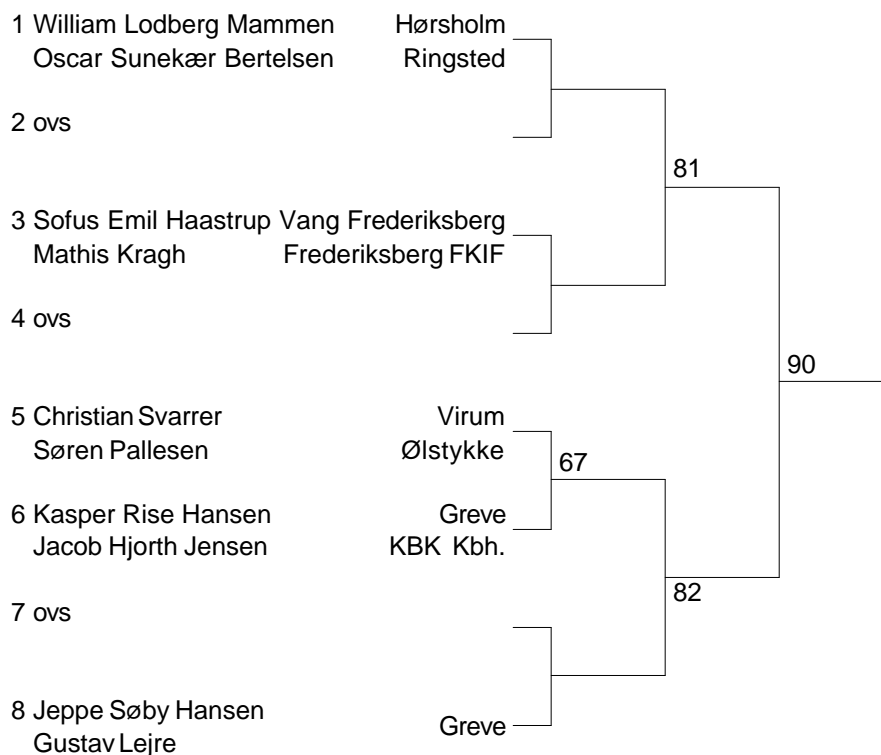 1 William Lodberg Mammen Hørsholm
Oscar Sunekær Bertelsen Ringsted
2 ovs
81
3 Sofus Emil Haastrup Vang Frederiksberg
Mathis Kragh Frederiksberg FKIF
4 ovs
90
5 Christian Svarrer Virum
Søren Pallesen Ølstykke
67
6 Kasper Rise Hansen Greve
Jacob Hjorth Jensen KBK Kbh.
82
7 ovs
8 Jeppe Søby Hansen
Greve
Gustav Lejre